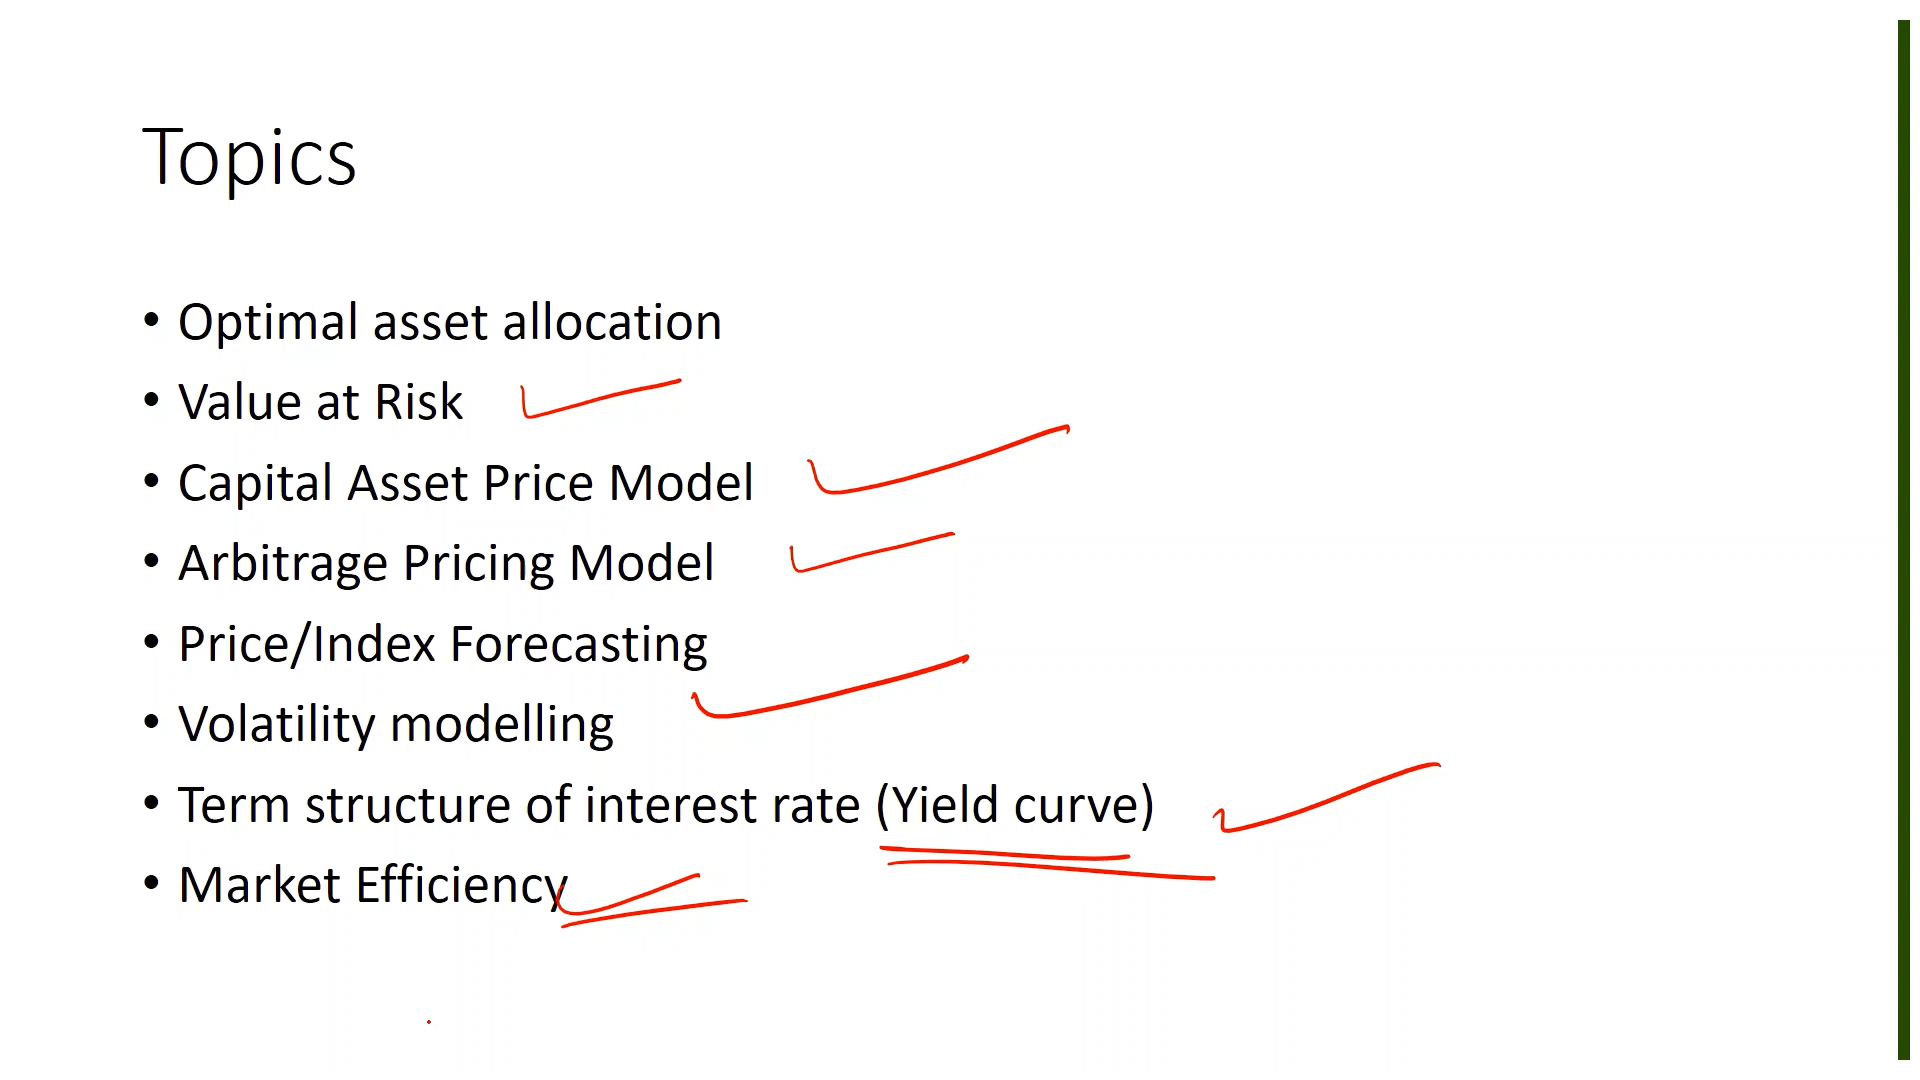 Topics
• Optimal asset allocation
• Value at Risk
• Capital Asset Price Model
• Arbitrage Pricing Model
• Price/Index Forecasting
• Volatility modelling
• Term structure of interest rate (Yield curve)
• Market Efficiency